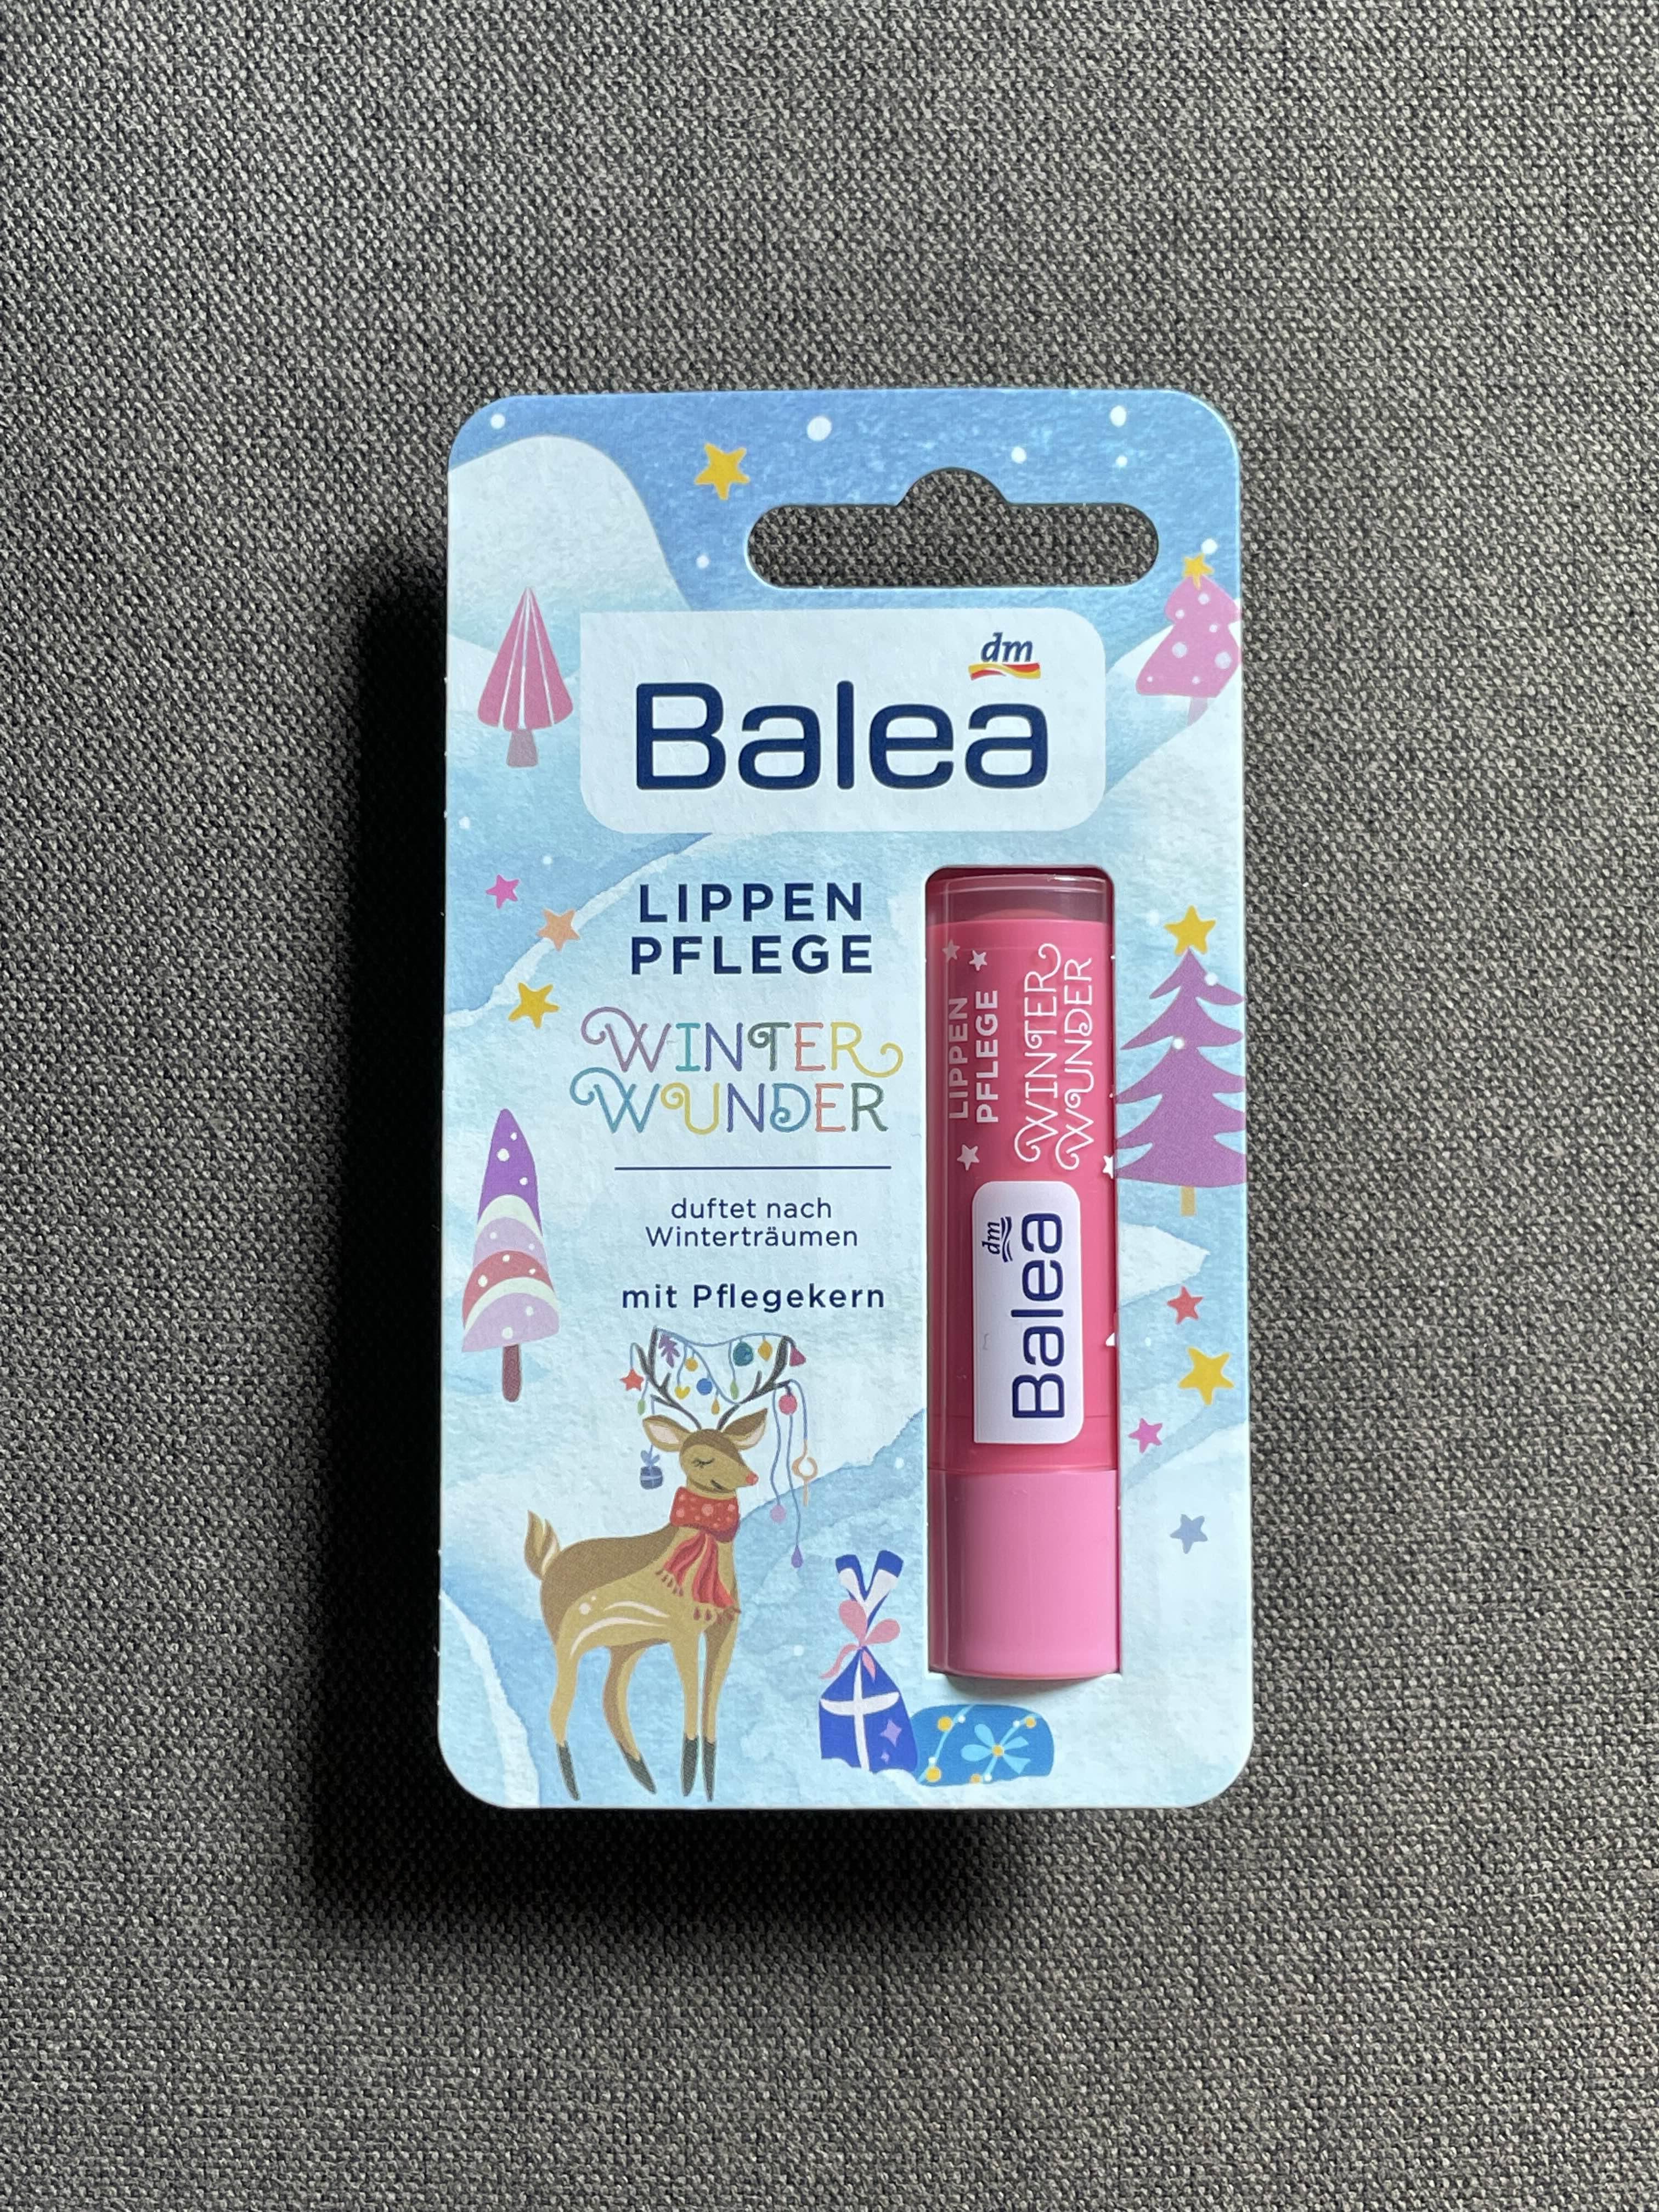 dm
Balea
LIPPEN
PFLEGE
WINTER
WUNDER
duftet nach
Winterträumen
mit Pflegekern
LIPPEN
PFLEGE
WINTER
WUNDER
dm
Balea